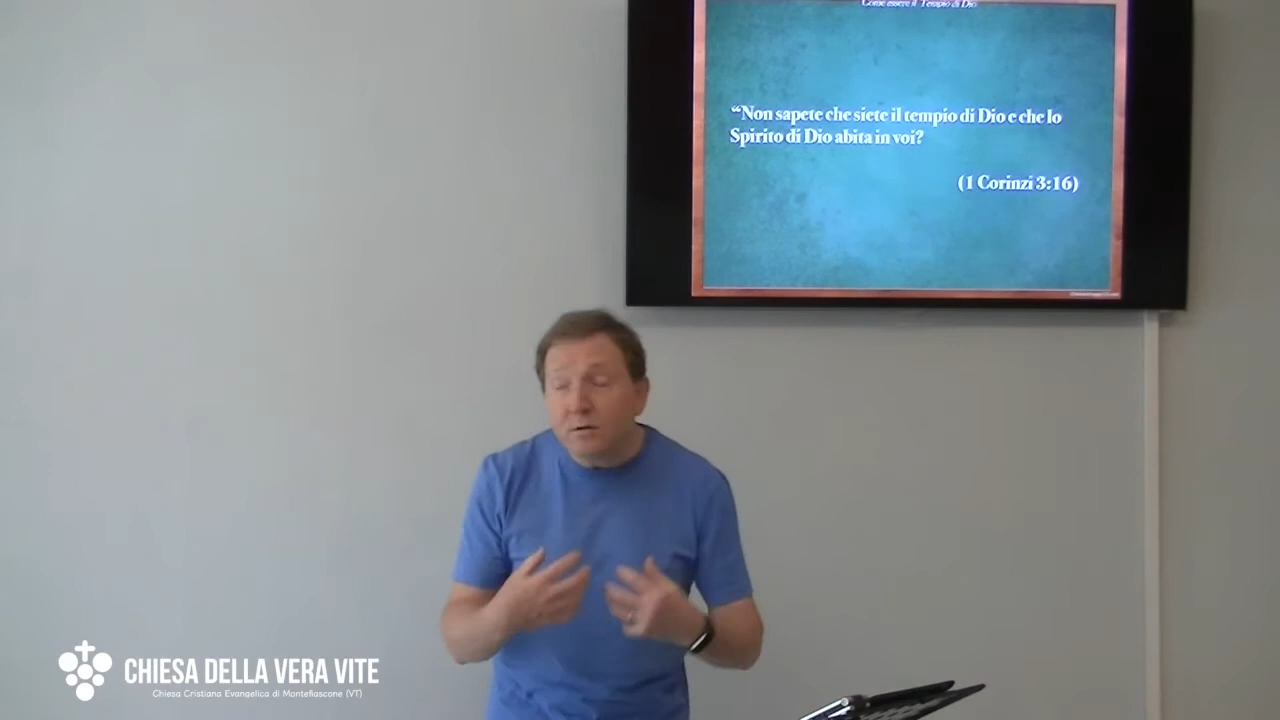 Come essere il Tempio di Dio
“Non sapete che siete il tempio di Dio e che lo
Spirito di Dio abita in voi?
(1 Corinzi 3:16)
CHIESA DELLA VERA VITE
Chiesa Cristiana Evangelica di Montefiascone (VT)